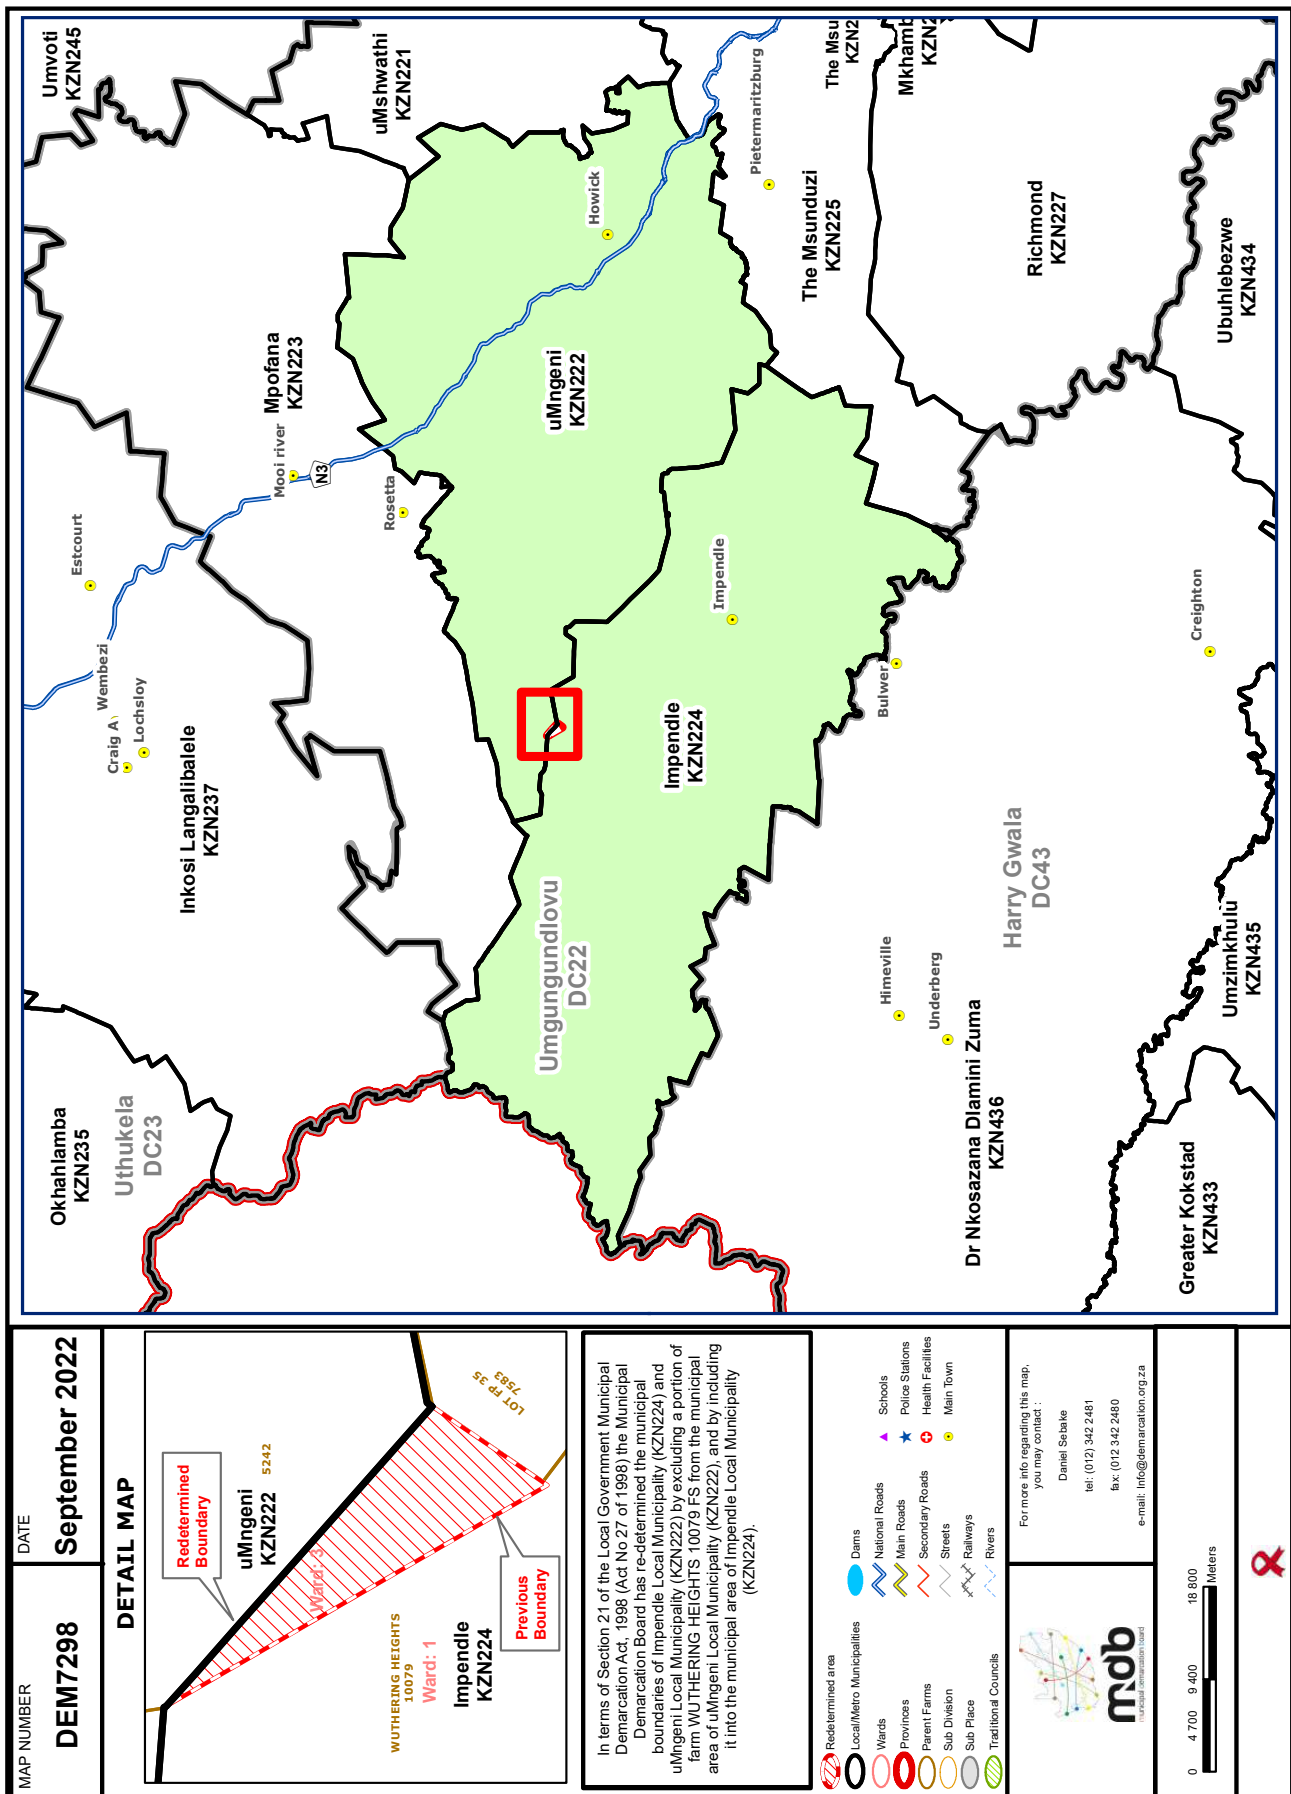 MAP NUMBER
DEM7298
DATE
September 2022
DETAIL MAP
Redetermined
Boundary
uMngeni
KZN222
5242
LOT FP 35
7583
Ward: 3
WUTHERING HEIGHTS
10079
Ward: 1
Impendle
KZN224
Previous
Boundary
In terms of Section 21 of the Local Government Municipal
Demarcation Act, 1998 (Act No 27 of 1998) the Municipal
Demarcation Board has re-determined the municipal
boundaries of Impendle Local Municipality (KZN224) and
uMngeni Local Municipality (KZN222) by excluding a portion of
farm WUTHERING HEIGHTS 10079 FS from the municipal
area of uMngeni Local Municipality (KZN222), and by including
it into the municipal area of Impendle Local Municipality
(KZN224).
Redetermined area
Local/Metro Municipalities
Wards
Provinces
Parent Farms
Sub Division
Sub Place
Traditional Councils
Dams
National Roads
Main Roads
Secondary Roads
Streets
Railways
Rivers
Schools
Police Stations
Health Facilities
Main Town
mdb
municipal demarcation board
For more info regarding this map,
you may contact :
Daniel Sebake
tel: (012) 342 2481
fax: (012 342 2480
e-mail: Info@demarcation.org.za
0 4 700 9 400 18 800
Meters
Okhahlamba
KZN235
Uthukela
DC23
Inkosi Langalibalele
KZN237
Craig A
Lochsloy
Wembezi
Estcourt
Umvoti
KZN245
Mooi river
Mpofana
KZN223
N3
Rosetta
uMshwathi
KZN221
Umgungundlovu
DC22
uMngeni
KZN222
Howick
Impendle
KZN224
Impendle
Pietermaritzburg
The Msunduzi
KZN225
The Msu
KZN2
Mkhamb
KZN2
Himeville
Underberg
Bulwer
Dr Nkosazana Dlamini Zuma
KZN436
Harry Gwala
DC43
Richmond
KZN227
Greater Kokstad
KZN433
Umzimkhulu
KZN435
Creighton
Ubuhlebezwe
KZN434